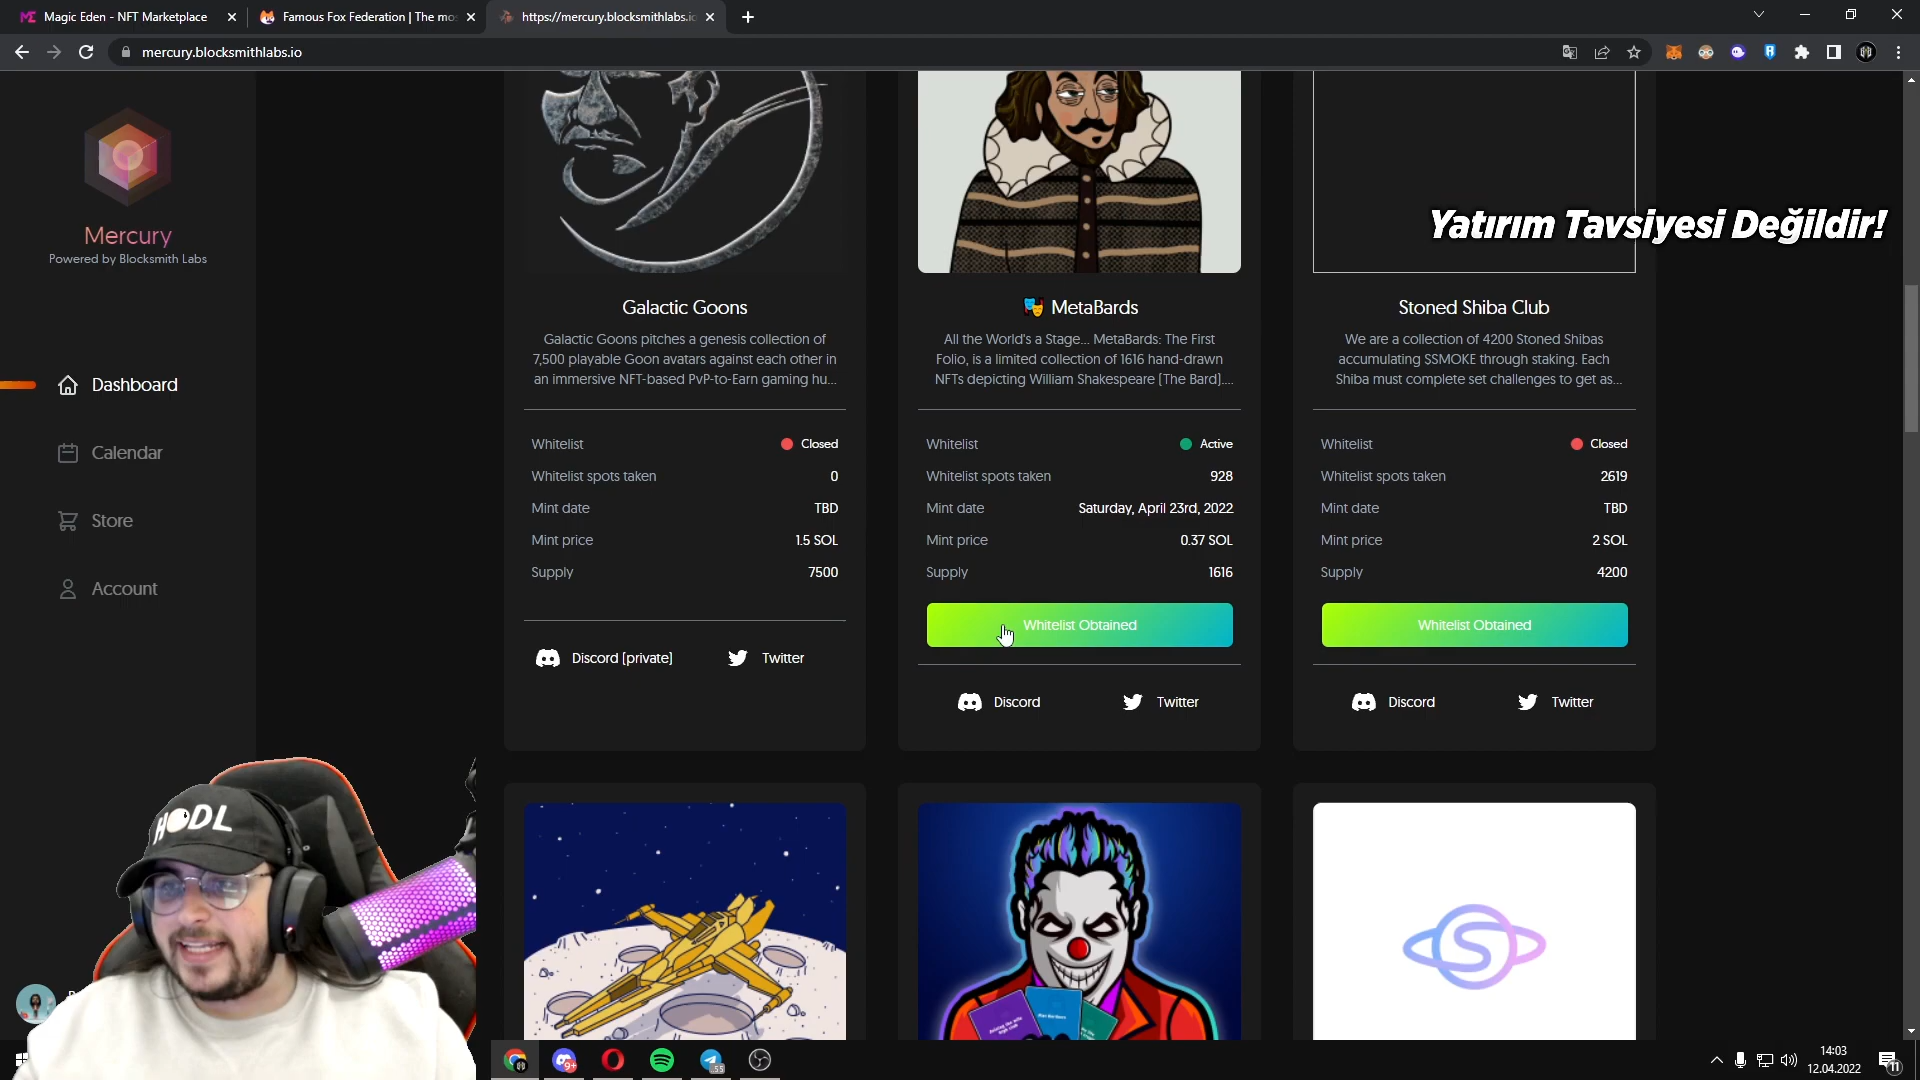 Magic Eden - NFT Marketplace
Famous Fox Federation | The mo
https://mercury.blocksmithlabs.io
mercury.blocksmithlabs.io
Mercury
Powered by Blocksmith Labs
Dashboard
Calendar
Store
Account
Yatırım Tavsiyesi Değildir!
Galactic Goons
Galactic Goons pitches a genesis collection of
7,500 playable Goon avatars against each other in
an immersive NFT-based PvP-to-Earn gaming hu...
Whitelist Closed
Whitelist spots taken 0
Mint date TBD
Mint price 1.5 SOL
Supply 7500
Discord (private) Twitter
🎭 MetaBards
All the World's a Stage... MetaBards: The First
Folio, is a limited collection of 1616 hand-drawn
NFTs depicting William Shakespeare (The Bard)....
Whitelist Active
Whitelist spots taken 928
Mint date Saturday, April 23rd, 2022
Mint price 0.37 SOL
Supply 1616
Whitelist Obtained
Discord Twitter
Stoned Shiba Club
We are a collection of 4200 Stoned Shibas
accumulating SSMOKE through staking. Each
Shiba must complete set challenges to get as...
Whitelist Closed
Whitelist spots taken 2619
Mint date TBD
Mint price 2 SOL
Supply 4200
Whitelist Obtained
Discord Twitter
HODL
9+
55
14:03
12.04.2022
11